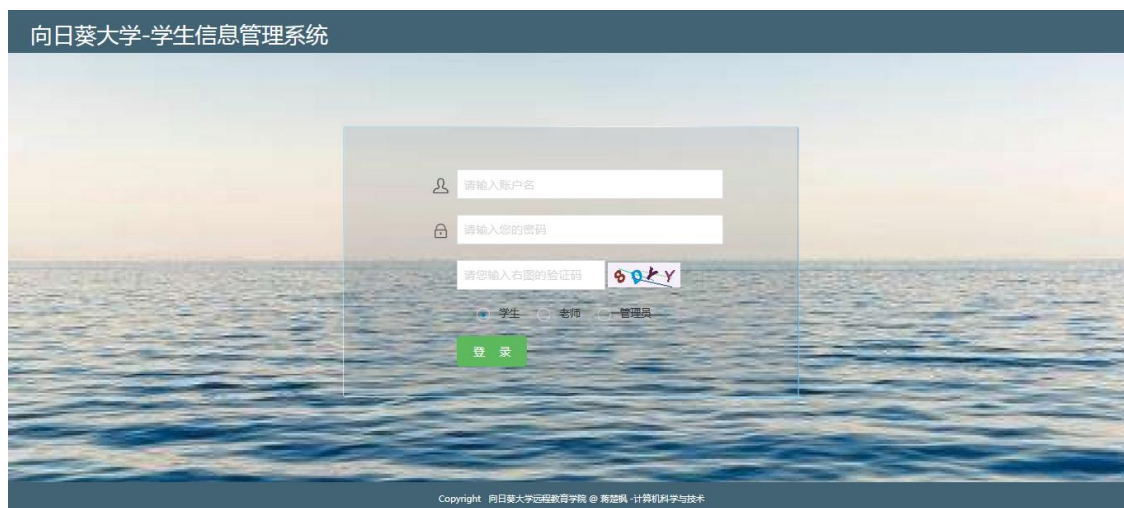 向日葵大学-学生信息管理系统
请输入账户名
请输入您的密码
请您输入右图的验证码
学生 老师 管理员
登 录
Copyright 向日葵大学远程教育学院 @ 蒋楚枫 -计算机科学与技术